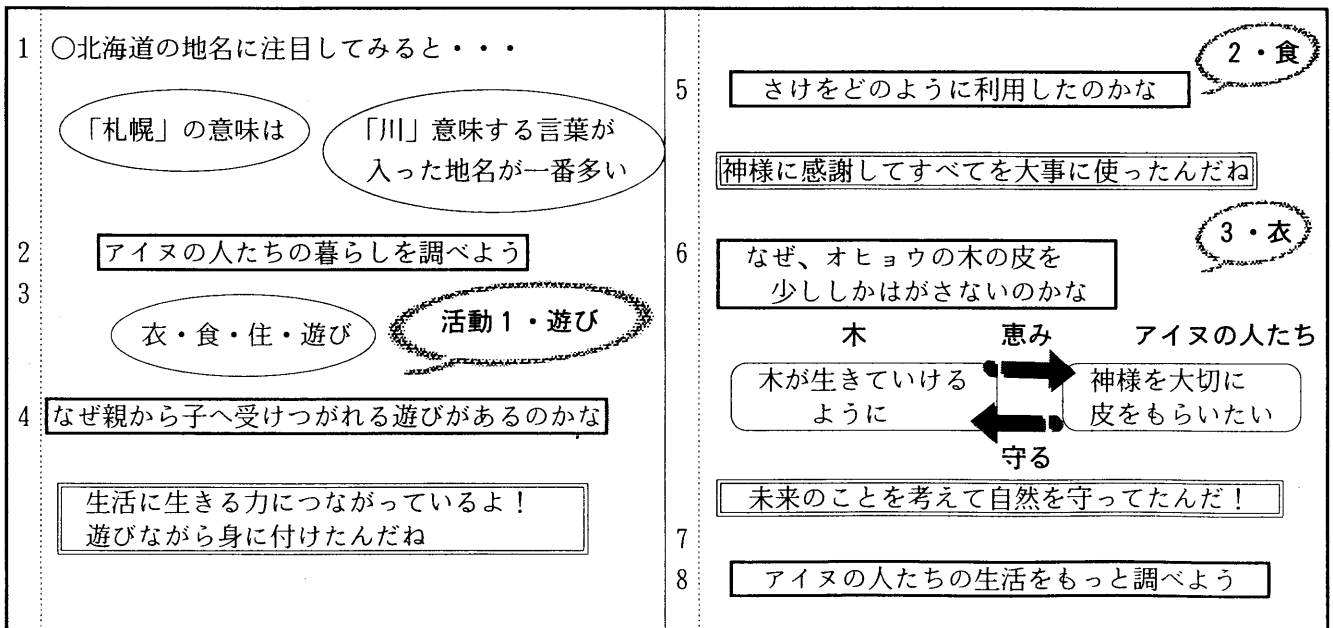 1 ○北海道の地名に注目してみると・・・
「札幌」の意味は
「川」意味する言葉が
入った地名が一番多い
2 アイヌの人たちの暮らしを調べよう
3
衣・食・住・遊び
活動1・遊び
4 なぜ親から子へ受けつがれる遊びがあるのかな
生活に生きる力につながっているよ！
遊びながら身に付けたんだね
2・食
5 さけをどのように利用したのかな
神様に感謝してすべてを大事に使ったんだね
3・衣
6 なぜ、オヒョウの木の皮を
少ししかはがさないのかな
木 恵み アイヌの人たち
木が生きていける
ように
神様を大切に
皮をもらいたい
守る
未来のことを考えて自然を守ってたんだ！
7
8 アイヌの人たちの生活をもっと調べよう